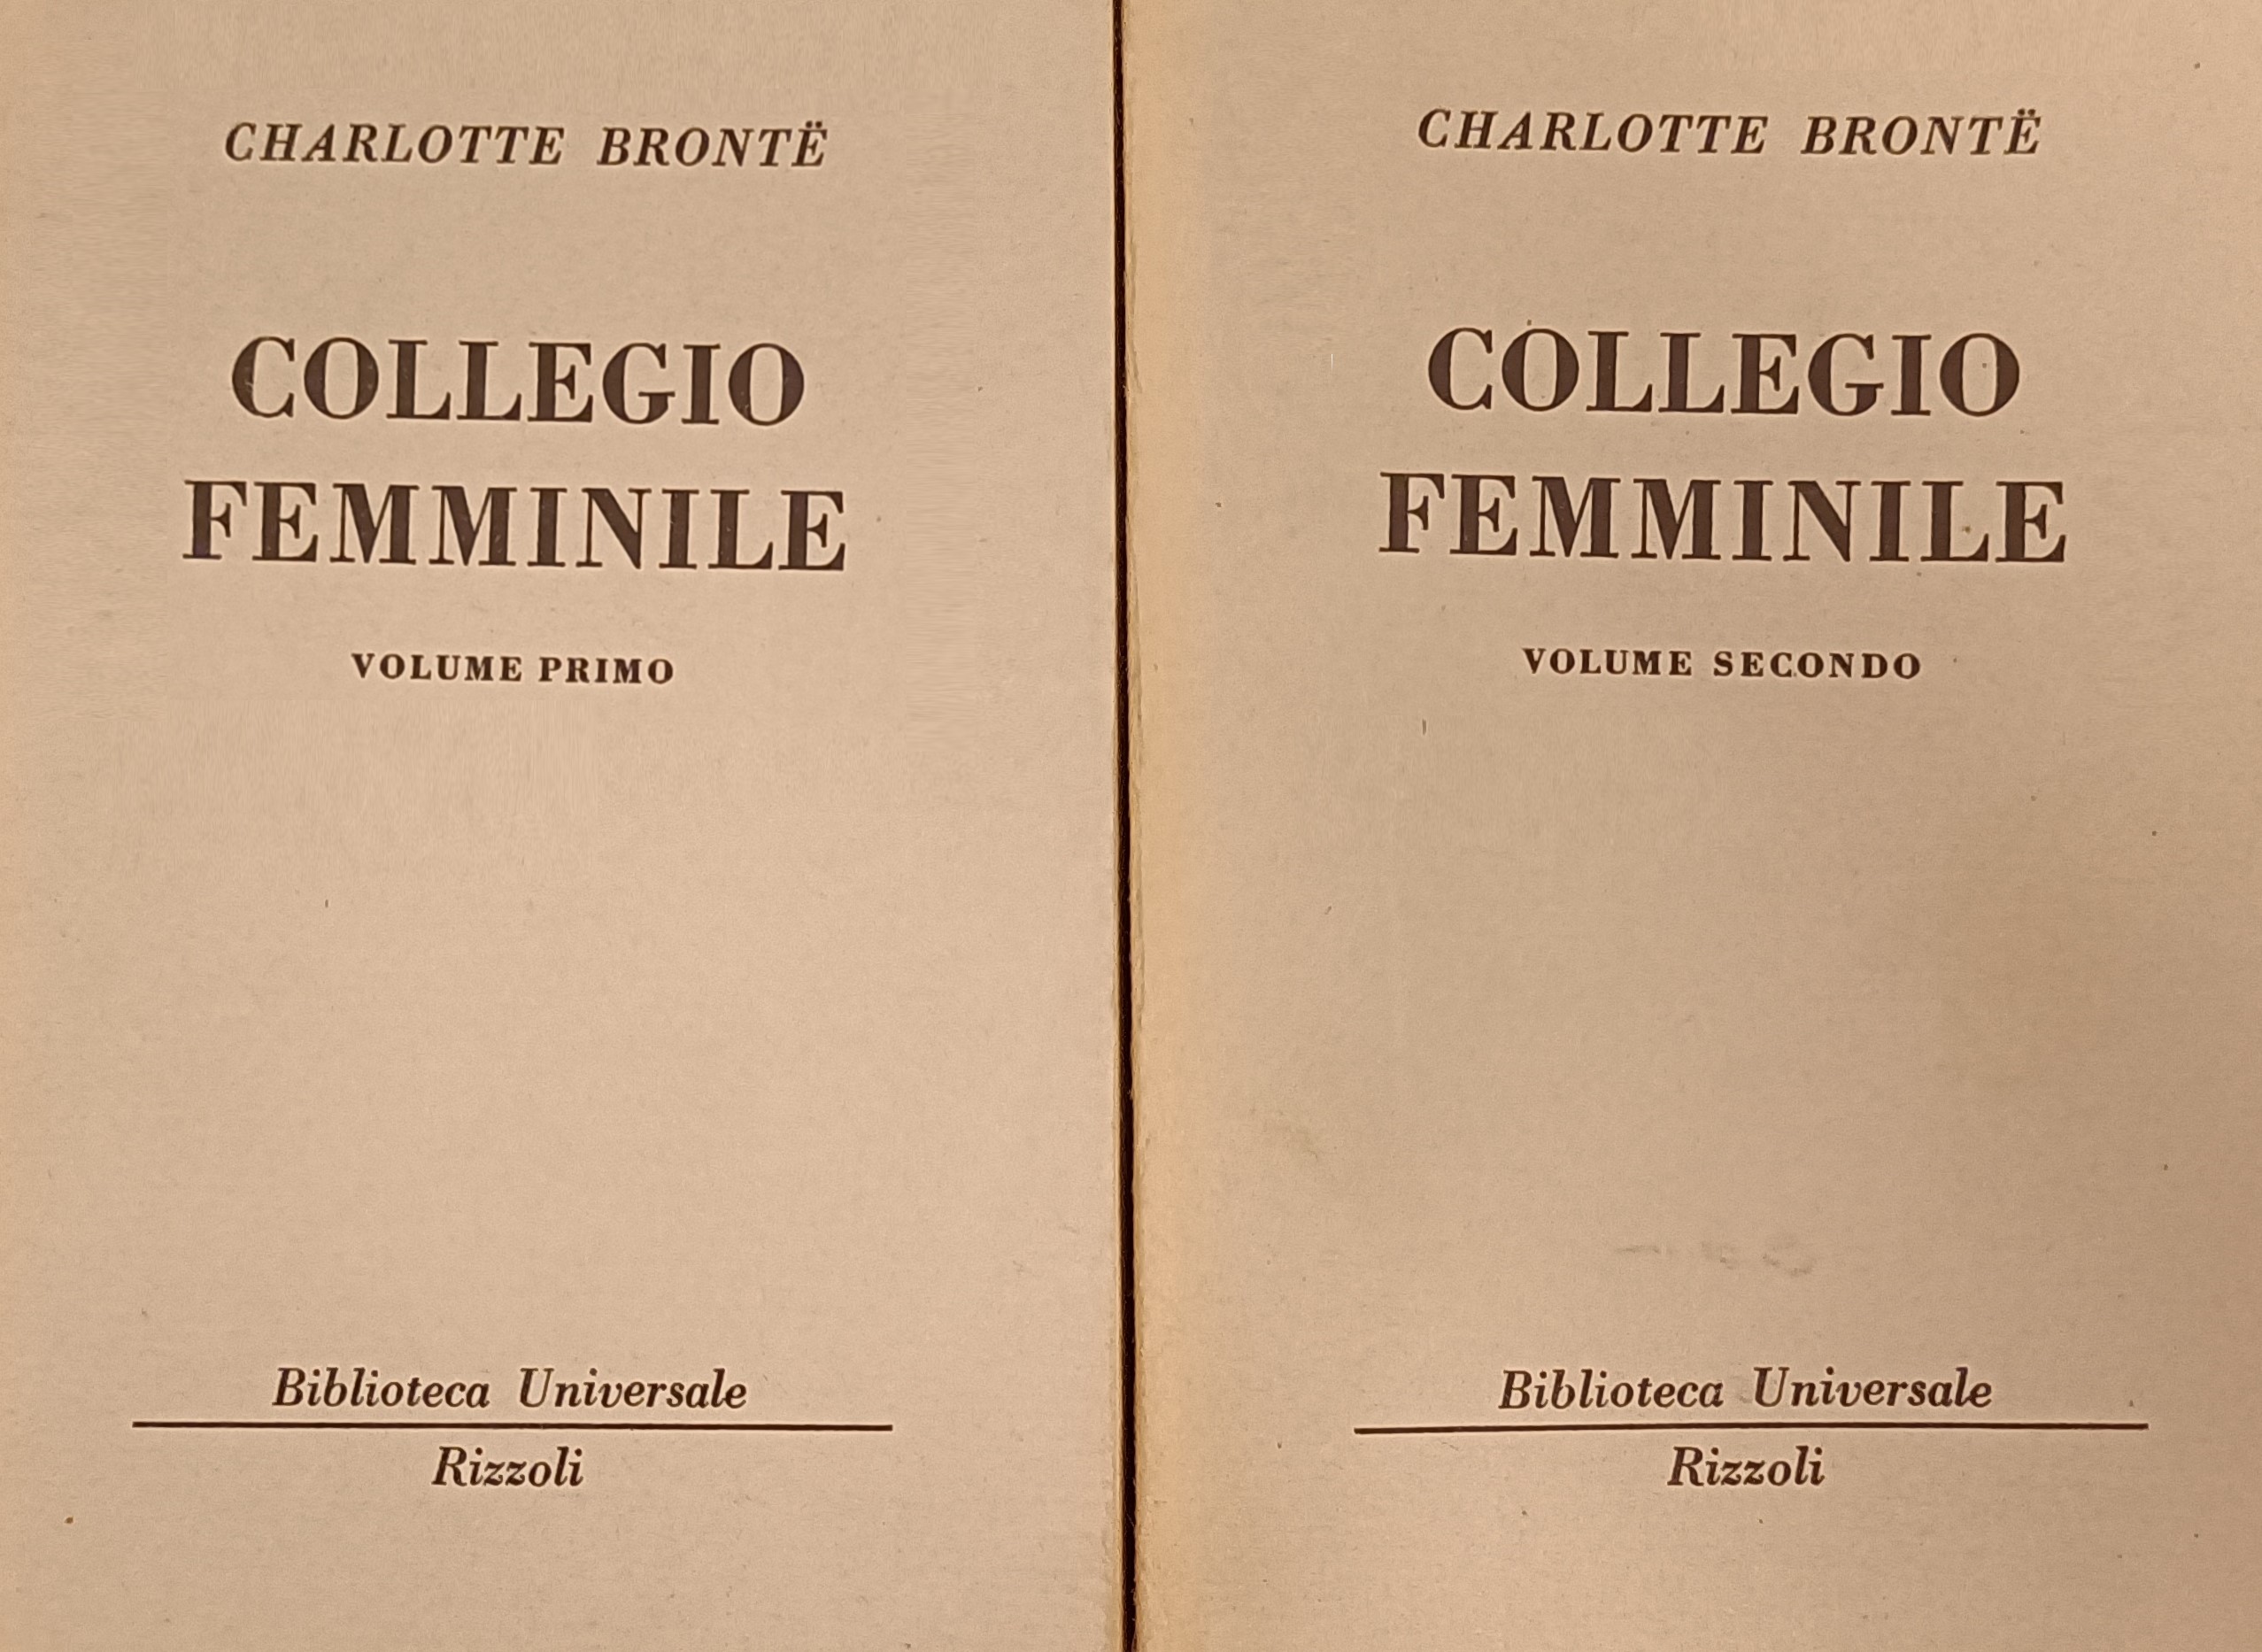 CHARLOTTE BRONTË
COLLEGIO
FEMMINILE
VOLUME PRIMO
Biblioteca Universale
Rizzoli
CHARLOTTE BRONTË
COLLEGIO
FEMMINILE
VOLUME SECONDO
Biblioteca Universale
Rizzoli